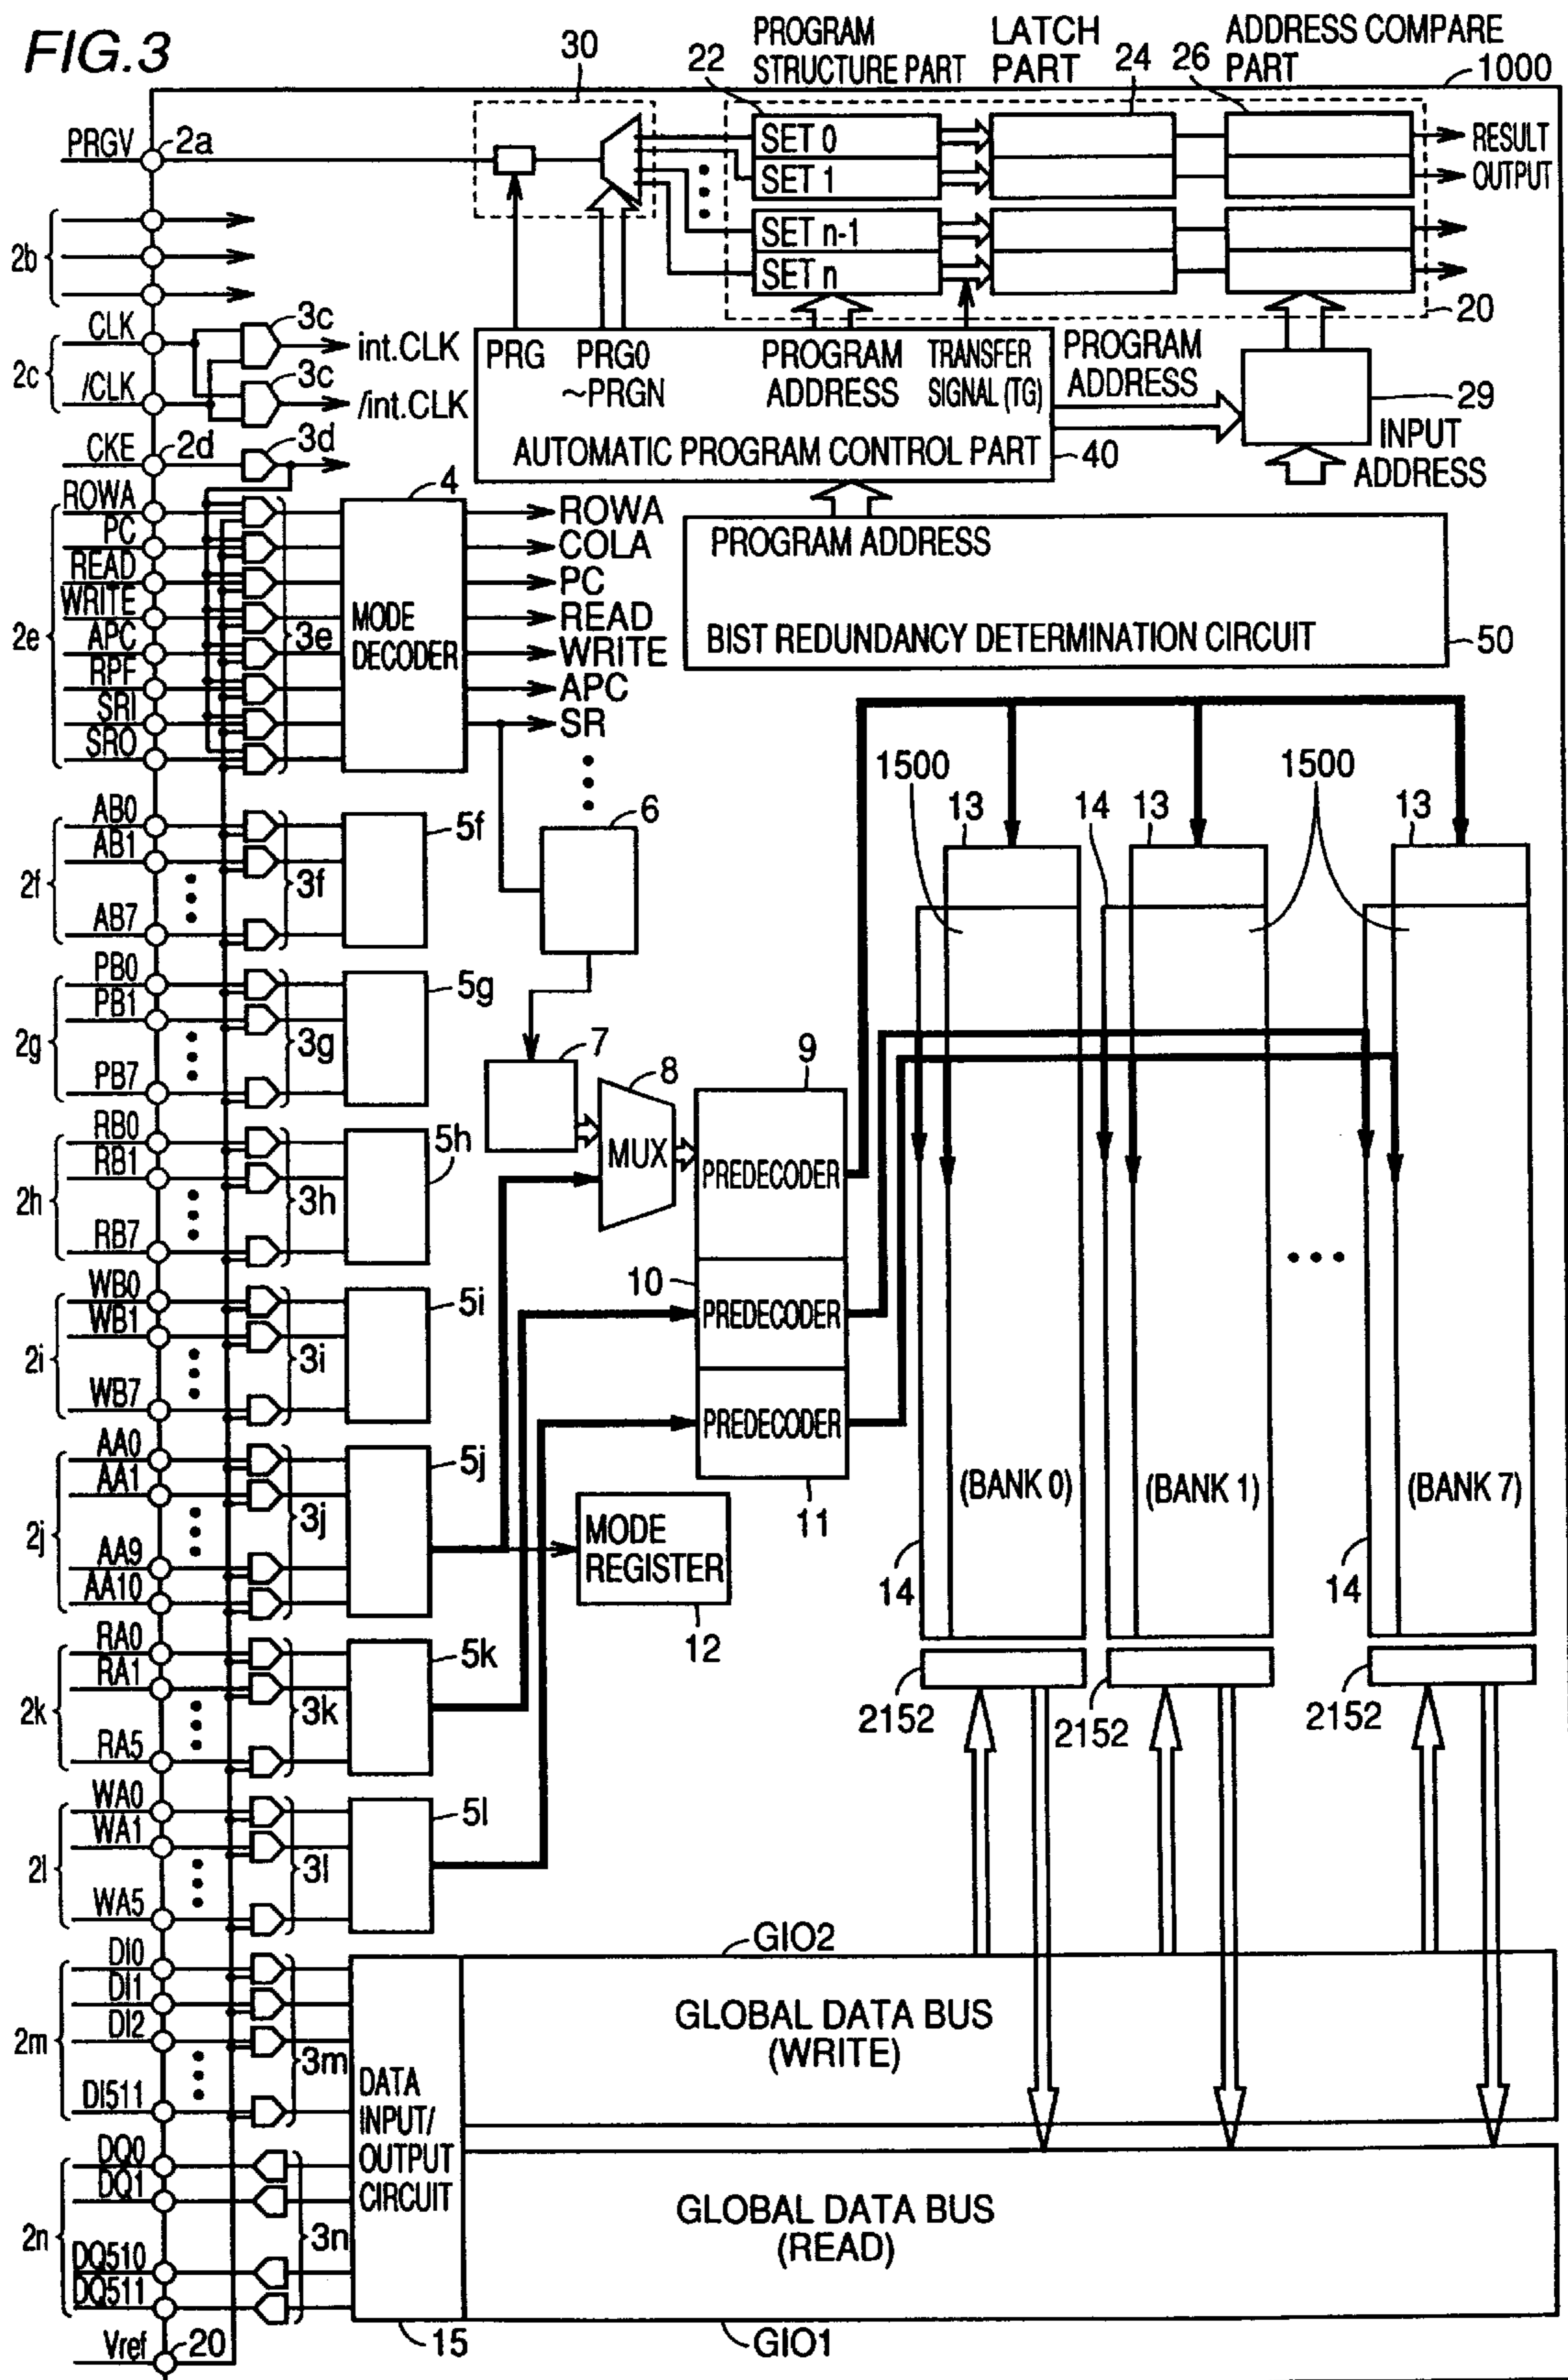 FIG.3
30
PROGRAM
STRUCTURE PART
22
LATCH
PART
24
26
ADDRESS COMPARE
PART
1000
PRGV
2a
SET 0
SET 1
SET n-1
SET n
RESULT
OUTPUT
20
2b
2c
CLK
/CLK
3c
3c
int.CLK
/int.CLK
PRG
PRG0
~PRGN
PROGRAM
ADDRESS
TRANSFER
SIGNAL (TG)
AUTOMATIC PROGRAM CONTROL PART
40
PROGRAM
ADDRESS
29
INPUT
ADDRESS
CKE
2d
3d
PROGRAM ADDRESS
BIST REDUNDANCY DETERMINATION CIRCUIT
50
2e
ROWA
PC
READ
WRITE
APC
RPF
SRI
SRO
3e
4
MODE
DECODER
ROWA
COLA
PC
READ
WRITE
APC
SR
6
2f
AB0
AB1
AB7
3f
5f
2g
PB0
PB1
PB7
3g
5g
7
8
MUX
9
PREDECODER
10
PREDECODER
PREDECODER
11
2h
RB0
RB1
RB7
3h
5h
2i
WB0
WB1
WB7
3i
5i
2j
AA0
AA1
AA9
AA10
3j
5j
MODE
REGISTER
12
2k
RA0
RA1
RA5
3k
5k
2l
WA0
WA1
WA5
3l
5l
1500
1500
13
14
13
13
(BANK 0)
(BANK 1)
(BANK 7)
14
14
2152
2152
2152
2m
DI0
DI1
DI2
DI511
3m
2n
DQ0
DQ1
DQ510
DQ511
3n
DATA
INPUT/
OUTPUT
CIRCUIT
15
GIO2
GLOBAL DATA BUS
(WRITE)
GLOBAL DATA BUS
(READ)
GIO1
Vref
20